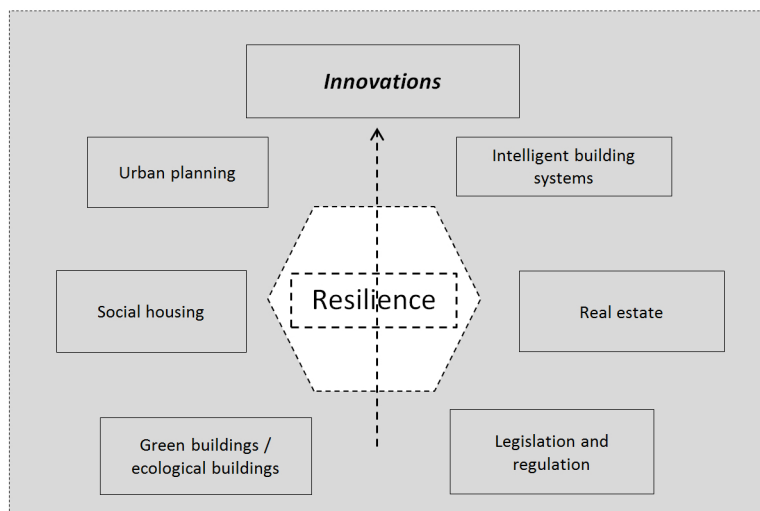 Innovations
Urban planning
Intelligent building
systems
Resilience
Social housing
Real estate
Green buildings /
ecological buildings
Legislation and
regulation